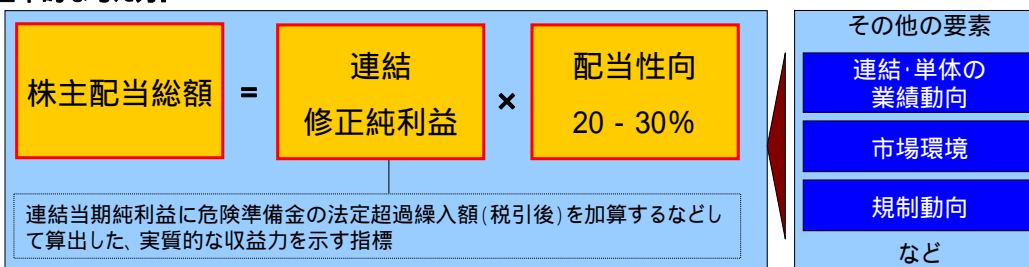 株主配当総額 = 連結 修正純利益 × 配当性向 20 - 30%
連結当期純利益に危険準備金の法定超過繰入額(税引後)を加算するなどし
て算出した、実質的な収益力を示す指標
その他の要素
連結・単体の
業績動向
市場環境
規制動向
など